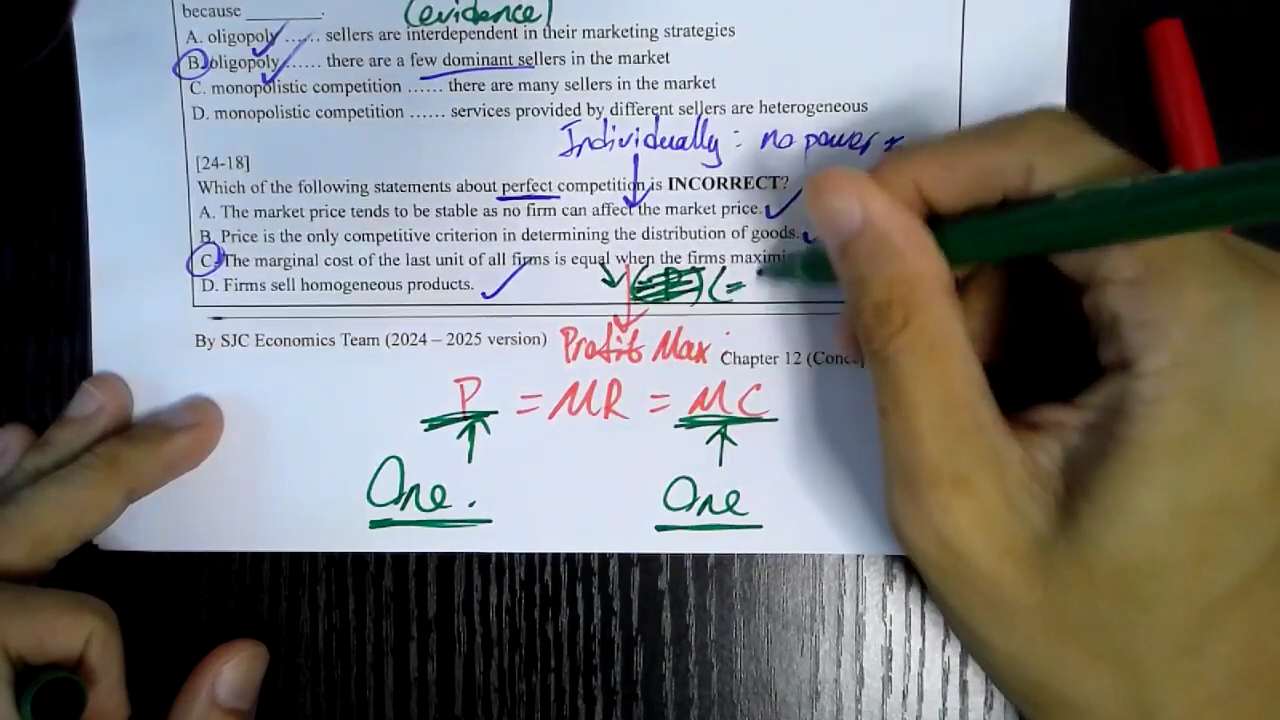 because ________.
(evidence)
A. oligopoly ...... sellers are interdependent in their marketing strategies
B. oligopoly ...... there are a few dominant sellers in the market
C. monopolistic competition ...... there are many sellers in the market
D. monopolistic competition ...... services provided by different sellers are heterogeneous
Individually : no power
[24-18]
Which of the following statements about perfect competition is INCORRECT?
A. The market price tends to be stable as no firm can affect the market price.
B. Price is the only competitive criterion in determining the distribution of goods.
C. The marginal cost of the last unit of all firms is equal when the firms
D. Firms sell homogeneous products.
(=
By SJC Economics Team (2024 – 2025 version)
Profit Max :
Chapter 12
P = MR = MC
One. One